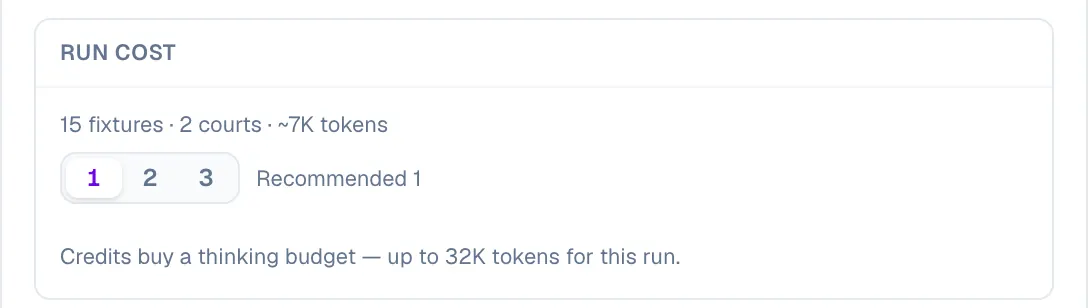 RUN COST
15 fixtures · 2 courts · ~7K tokens
1 2 3 Recommended 1
Credits buy a thinking budget — up to 32K tokens for this run.